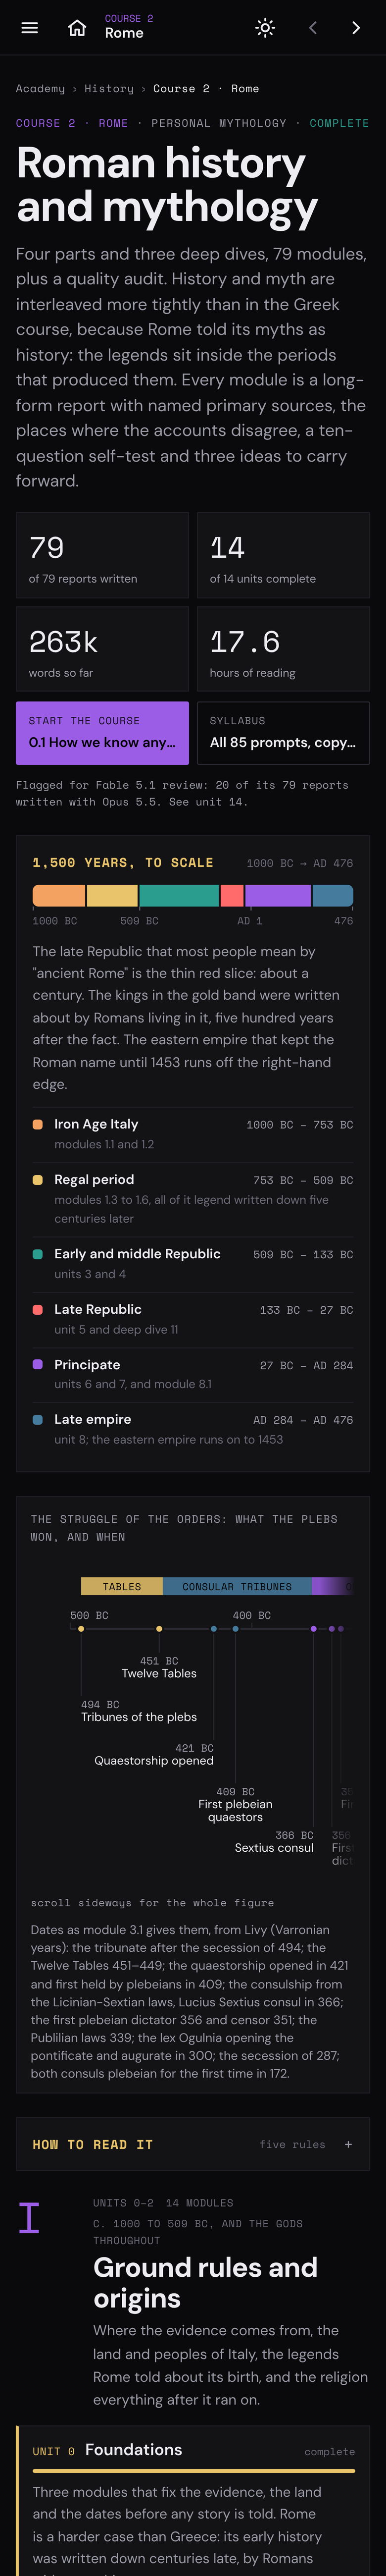 COURSE 2
Rome
Academy › History › Course 2 · Rome
COURSE 2 · ROME · PERSONAL MYTHOLOGY · COMPLETE
Roman history
and mythology
Four parts and three deep dives, 79 modules,
plus a quality audit. History and myth are
interleaved more tightly than in the Greek
course, because Rome told its myths as
history: the legends sit inside the periods
that produced them. Every module is a long-
form report with named primary sources, the
places where the accounts disagree, a ten-
question self-test and three ideas to carry
forward.
79
of 79 reports written
14
of 14 units complete
263k
words so far
17.6
hours of reading
START THE COURSE
0.1 How we know any…
SYLLABUS
All 85 prompts, copy…
Flagged for Fable 5.1 review: 20 of its 79 reports
written with Opus 5.5. See unit 14.
1,500 YEARS, TO SCALE
1000 BC → AD 476
1000 BC 509 BC AD 1 476
The late Republic that most people mean by
"ancient Rome" is the thin red slice: about a
century. The kings in the gold band were written
about by Romans living in it, five hundred years
after the fact. The eastern empire that kept the
Roman name until 1453 runs off the right-hand
edge.
Iron Age Italy 1000 BC – 753 BC
modules 1.1 and 1.2
Regal period 753 BC – 509 BC
modules 1.3 to 1.6, all of it legend written down five
centuries later
Early and middle Republic 509 BC – 133 BC
units 3 and 4
Late Republic 133 BC – 27 BC
unit 5 and deep dive 11
Principate 27 BC – AD 284
units 6 and 7, and module 8.1
Late empire AD 284 – AD 476
unit 8; the eastern empire runs on to 1453
THE STRUGGLE OF THE ORDERS: WHAT THE PLEBS
WON, AND WHEN
TABLES CONSULAR TRIBUNES
500 BC 400 BC
451 BC
Twelve Tables
494 BC
Tribunes of the plebs
421 BC
Quaestorship opened
409 BC
First plebeian
quaestors
366 BC 356
Sextius consul First
dict
scroll sideways for the whole figure
Dates as module 3.1 gives them, from Livy (Varronian
years): the tribunate after the secession of 494; the
Twelve Tables 451–449; the quaestorship opened in 421
and first held by plebeians in 409; the consulship from
the Licinian-Sextian laws, Lucius Sextius consul in 366;
the first plebeian dictator 356 and censor 351; the
Publilian laws 339; the lex Ogulnia opening the
pontificate and augurate in 300; the secession of 287;
both consuls plebeian for the first time in 172.
HOW TO READ IT five rules +
I
UNITS 0–2 14 MODULES
C. 1000 TO 509 BC, AND THE GODS
THROUGHOUT
Ground rules and
origins
Where the evidence comes from, the
land and peoples of Italy, the legends
Rome told about its birth, and the religion
everything after it ran on.
UNIT 0 Foundations complete
Three modules that fix the evidence, the land
and the dates before any story is told. Rome
is a harder case than Greece: its early history
was written down centuries late, by Romans